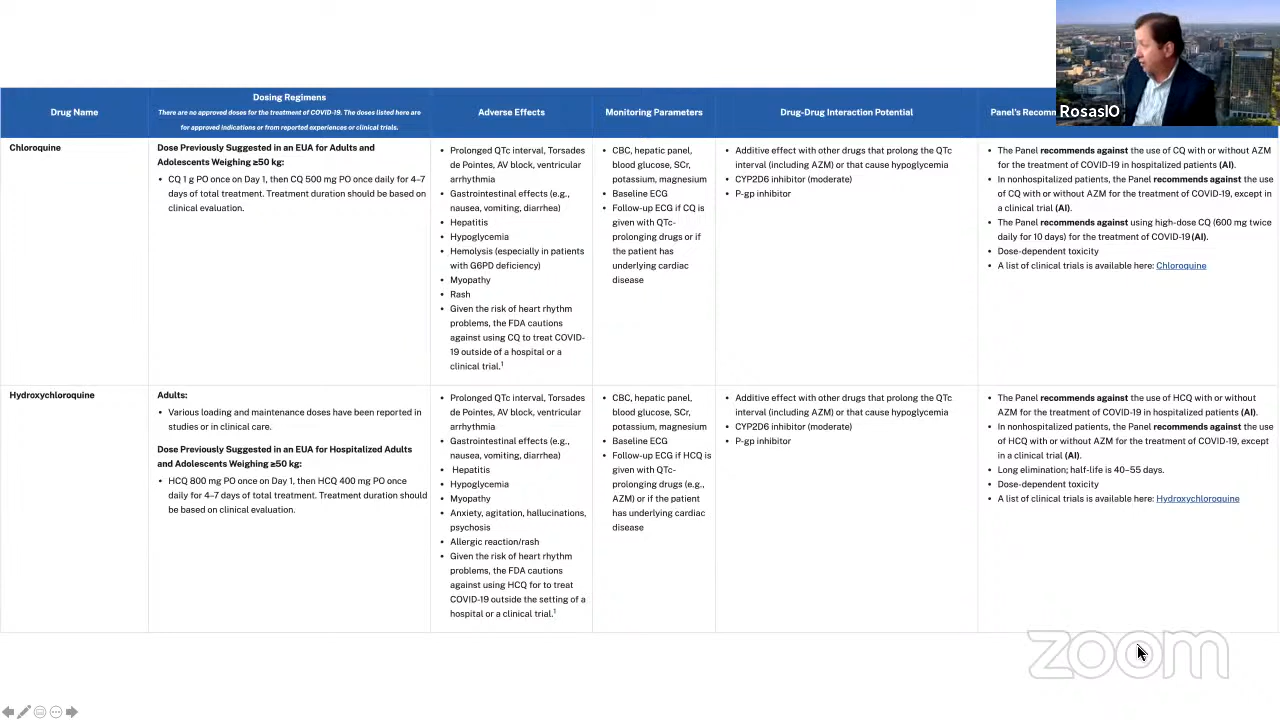 RosasIO
Drug Name
Dosing Regimens
There are no approved doses for the treatment of COVID-19. The doses listed here are
for approved indications or from reported experiences or clinical trials.
Adverse Effects
Monitoring Parameters
Drug-Drug Interaction Potential
Panel's Recom
Chloroquine
Dose Previously Suggested in an EUA for Adults and
Adolescents Weighing ≥50 kg:
• CQ 1 g PO once on Day 1, then CQ 500 mg PO once daily for 4–7
days of total treatment. Treatment duration should be based on
clinical evaluation.
• Prolonged QTc interval, Torsades
de Pointes, AV block, ventricular
arrhythmia
• Gastrointestinal effects (e.g.,
nausea, vomiting, diarrhea)
• Hepatitis
• Hypoglycemia
• Hemolysis (especially in patients
with G6PD deficiency)
• Myopathy
• Rash
• Given the risk of heart rhythm
problems, the FDA cautions
against using CQ to treat COVID-
19 outside of a hospital or a
clinical trial.1
• CBC, hepatic panel,
blood glucose, SCr,
potassium, magnesium
• Baseline ECG
• Follow-up ECG if CQ is
given with QTc-
prolonging drugs or if
the patient has
underlying cardiac
disease
• Additive effect with other drugs that prolong the QTc
interval (including AZM) or that cause hypoglycemia
• CYP2D6 inhibitor (moderate)
• P-gp inhibitor
• The Panel recommends against the use of CQ with or without AZM
for the treatment of COVID-19 in hospitalized patients (AI).
• In nonhospitalized patients, the Panel recommends against the use
of CQ with or without AZM for the treatment of COVID-19, except in
a clinical trial (AI).
• The Panel recommends against using high-dose CQ (600 mg twice
daily for 10 days) for the treatment of COVID-19 (AI).
• Dose-dependent toxicity
• A list of clinical trials is available here: Chloroquine
Hydroxychloroquine
Adults:
• Various loading and maintenance doses have been reported in
studies or in clinical care.
Dose Previously Suggested in an EUA for Hospitalized Adults
and Adolescents Weighing ≥50 kg:
• HCQ 800 mg PO once on Day 1, then HCQ 400 mg PO once
daily for 4–7 days of total treatment. Treatment duration should
be based on clinical evaluation.
• Prolonged QTc interval, Torsades
de Pointes, AV block, ventricular
arrhythmia
• Gastrointestinal effects (e.g.,
nausea, vomiting, diarrhea)
• Hepatitis
• Hypoglycemia
• Myopathy
• Anxiety, agitation, hallucinations,
psychosis
• Allergic reaction/rash
• Given the risk of heart rhythm
problems, the FDA cautions
against using HCQ for to treat
COVID-19 outside the setting of a
hospital or a clinical trial.1
• CBC, hepatic panel,
blood glucose, SCr,
potassium, magnesium
• Baseline ECG
• Follow-up ECG if HCQ is
given with QTc-
prolonging drugs (e.g.,
AZM) or if the patient
has underlying cardiac
disease
• Additive effect with other drugs that prolong the QTc
interval (including AZM) or that cause hypoglycemia
• CYP2D6 inhibitor (moderate)
• P-gp inhibitor
• The Panel recommends against the use of HCQ with or without
AZM for the treatment of COVID-19 in hospitalized patients (AI).
• In nonhospitalized patients, the Panel recommends against the use
of HCQ with or without AZM for the treatment of COVID-19, except
in a clinical trial (AI).
• Long elimination; half-life is 40–55 days.
• Dose-dependent toxicity
• A list of clinical trials is available here: Hydroxychloroquine
zoom